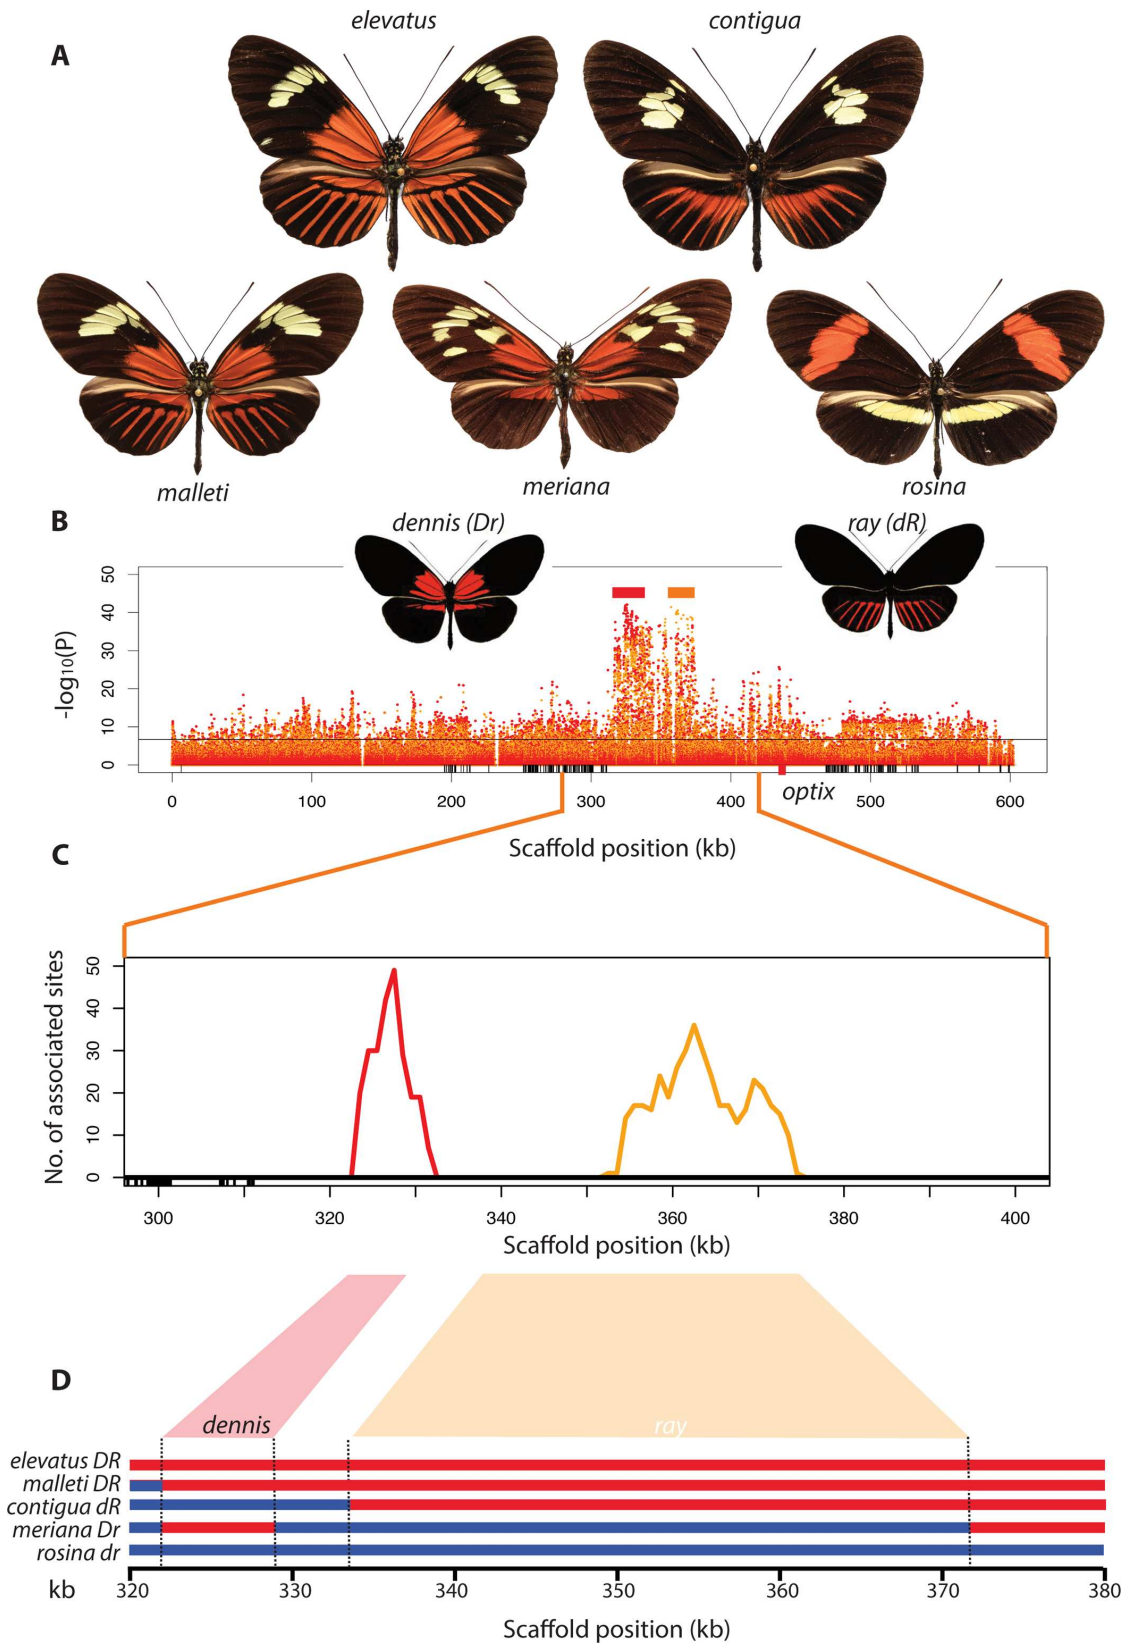 elevatus
contigua
A
malleti
meriana
rosina
B
dennis (Dr)
ray (dR)
-log10(P)
50
40
30
20
10
0
0
100
200
300
400
500
600
optix
Scaffold position (kb)
C
No. of associated sites
50
40
30
20
10
0
300
320
340
360
380
400
Scaffold position (kb)
D
dennis
ray
elevatus DR
malleti DR
contigua dR
meriana Dr
rosina dr
kb
320
330
340
350
360
370
380
Scaffold position (kb)